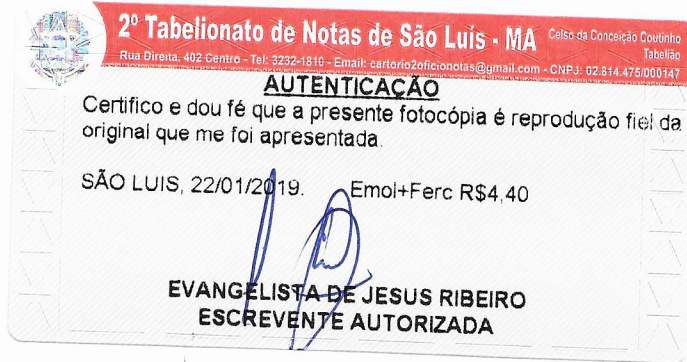 2º Tabelionato de Notas de São Luís - MA
Celso da Conceição Coutinho
Tabelião
Rua Direita, 402 Centro - Tel: 3232-1810 - Email: cartorio2oficionotas@gmail.com - CNPJ: 02.814.475/000147
AUTENTICAÇÃO
Certifico e dou fé que a presente fotocópia é reprodução fiel da
original que me foi apresentada.
SÃO LUIS, 22/01/2019. Emol+Ferc R$4,40
EVANGELISTA DE JESUS RIBEIRO
ESCREVENTE AUTORIZADA